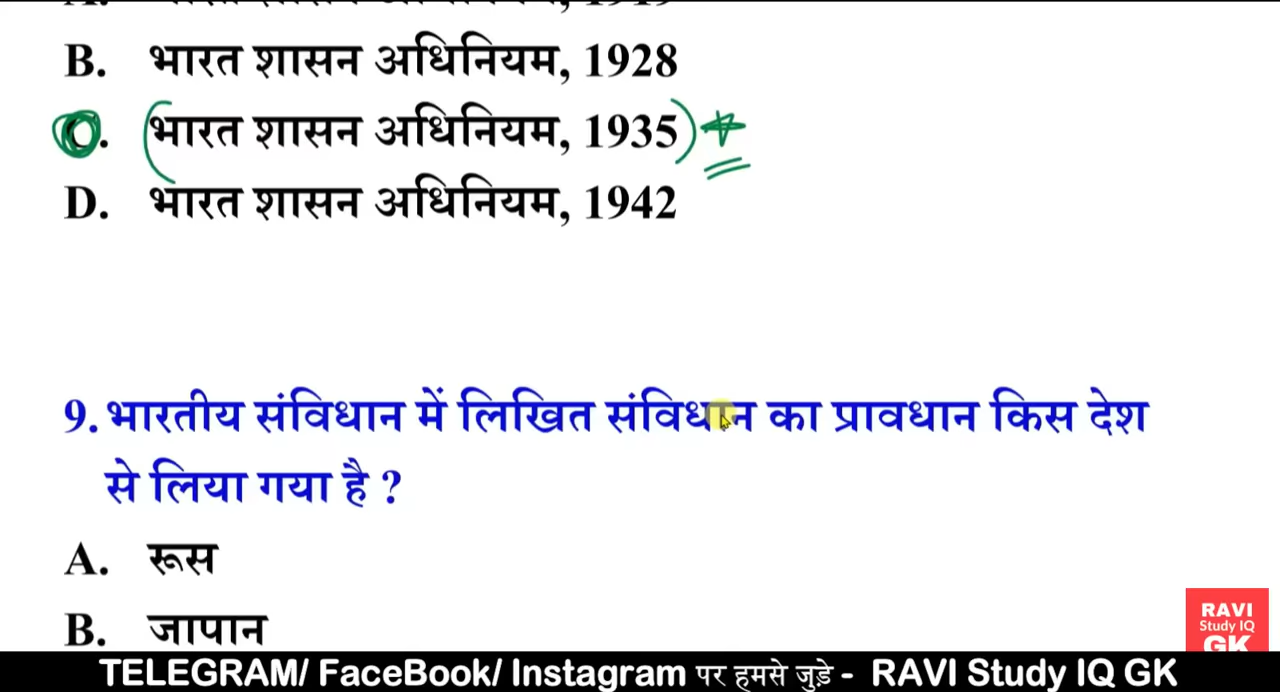 B. भारत शासन अधिनियम, 1928
C. भारत शासन अधिनियम, 1935
D. भारत शासन अधिनियम, 1942
9. भारतीय संविधान में लिखित संविधान का प्रावधान किस देश
से लिया गया है ?
A. रूस
B. जापान
RAVI
Study IQ
GK
TELEGRAM/ FaceBook/ Instagram पर हमसे जुड़े - RAVI Study IQ GK